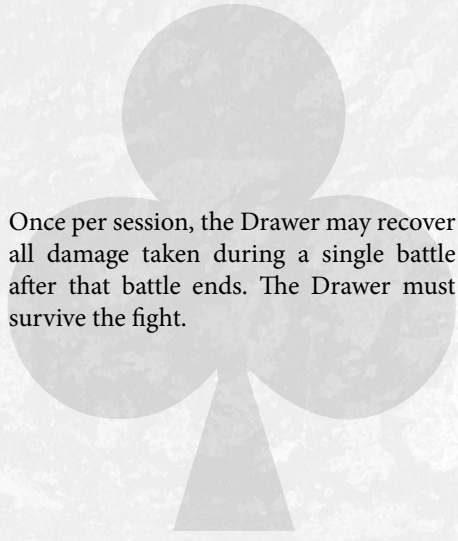 Once per session, the Drawer may recover
all damage taken during a single battle
after that battle ends. The Drawer must
survive the fight.